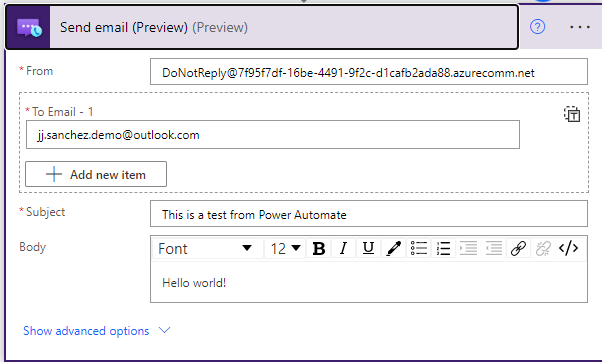 Send email (Preview) (Preview)
?
...
* From
DoNotReply@7f95f7df-16be-4491-9f2c-d1cafb2ada88.azurecomm.net
* To Email - 1
T
jj.sanchez.demo@outlook.com
Add new item
* Subject
This is a test from Power Automate
Body
Font 12 B I U </>
Hello world!
Show advanced options